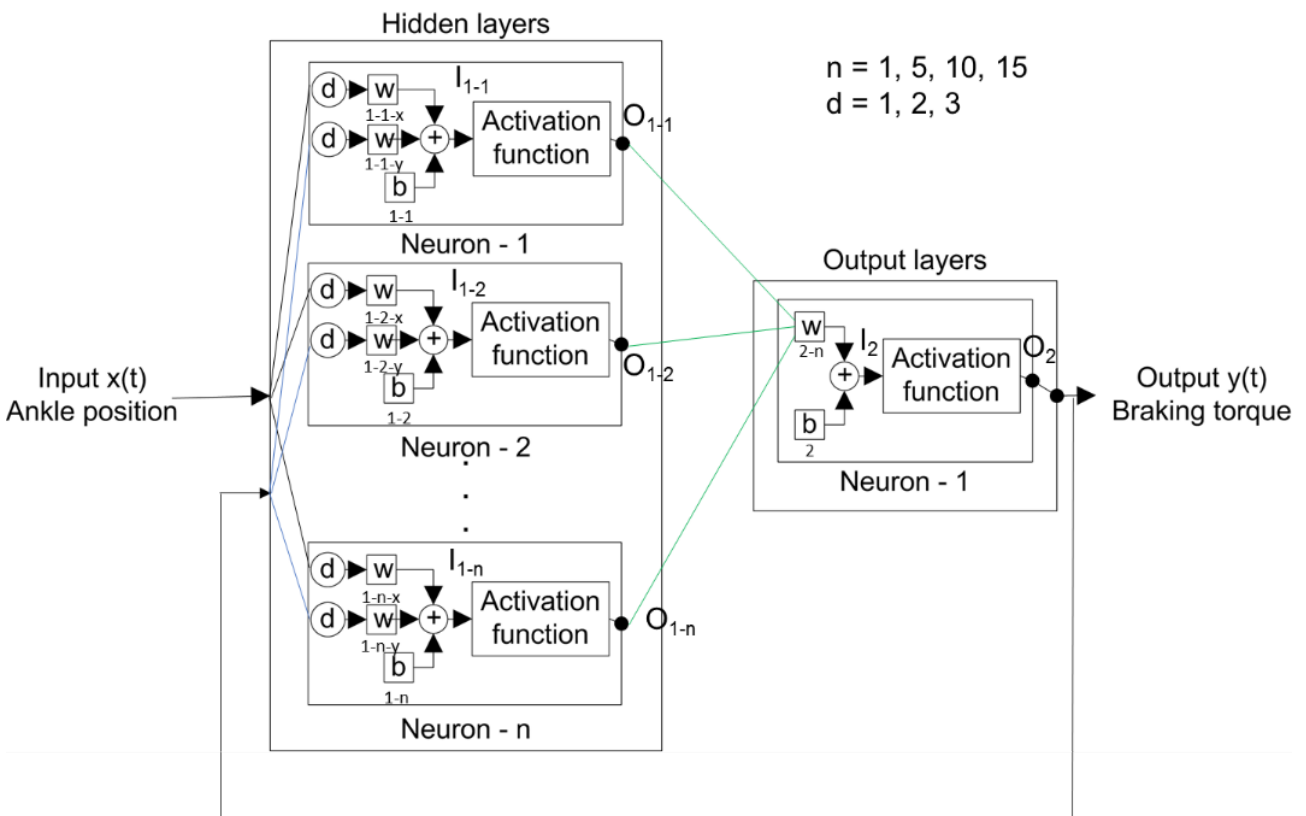 Hidden layers
n = 1, 5, 10, 15
d = 1, 2, 3
d w I1-1
1-1-x
Activation function
O1-1
d w +
1-1-y
b
1-1
Neuron - 1
d w I1-2
1-2-x
Activation function
d w +
1-2-y
O1-2
b
1-2
Neuron - 2
.
.
.
d w I1-n
1-n-x
Activation function
d w +
1-n-y
O1-n
b
1-n
Neuron - n
Input x(t)
Ankle position
Output layers
w
2-n
I2
+
Activation function
O2
b
2
Neuron - 1
Output y(t)
Braking torque